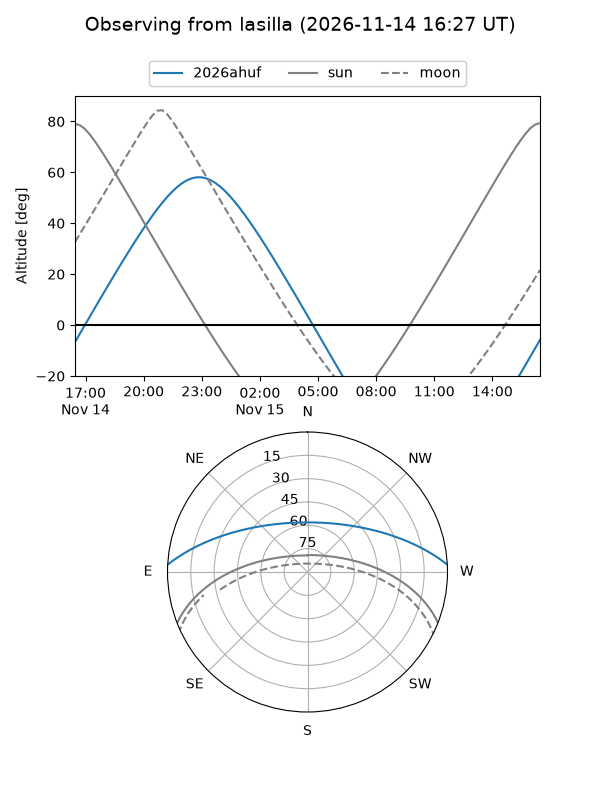 Observing from lasilla (2026-11-14 16:27 UT)
2026ahuf sun moon
Altitude [deg]
80
60
40
20
0
−20
17:00 20:00 23:00 02:00 05:00 08:00 11:00 14:00
Nov 14 Nov 15
N
NE NW
15
30
45
60
75
E W
SE SW
S